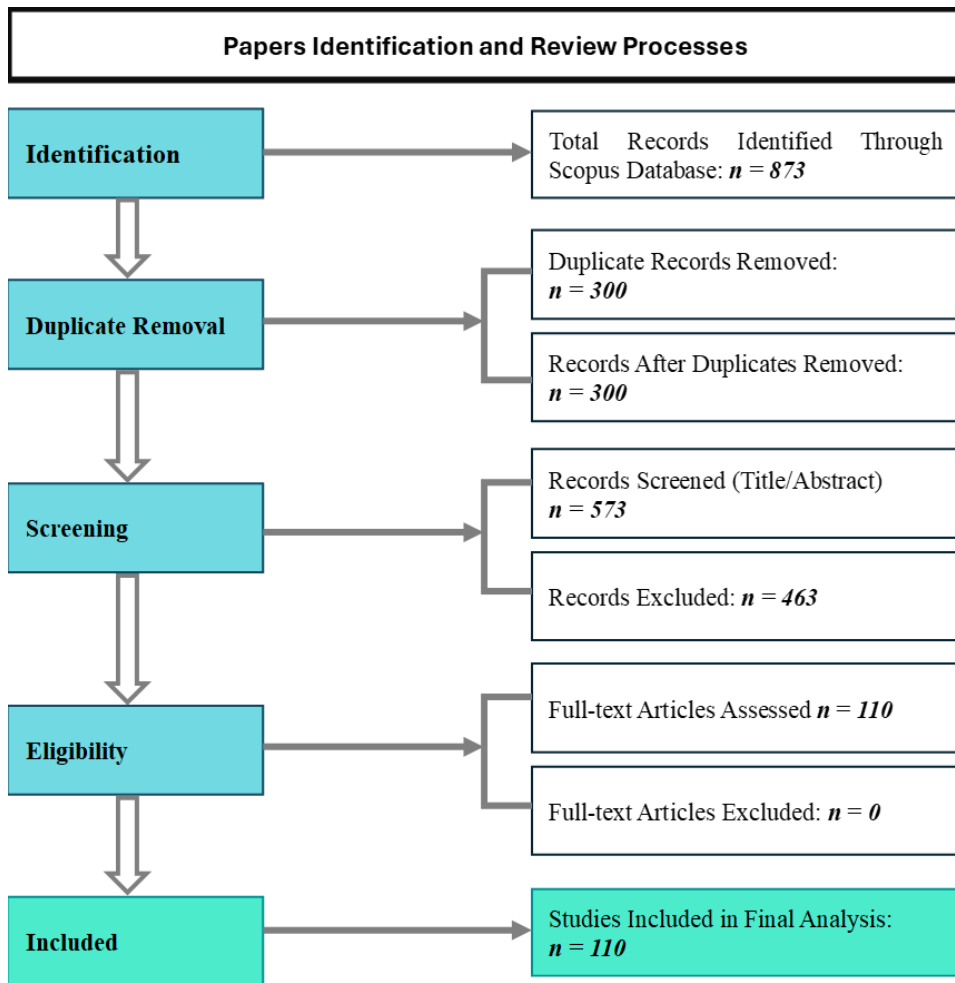 Papers Identification and Review Processes
Identification
Total Records Identified Through
Scopus Database: n = 873
Duplicate Removal
Duplicate Records Removed:
n = 300
Records After Duplicates Removed:
n = 300
Screening
Records Screened (Title/Abstract)
n = 573
Records Excluded: n = 463
Eligibility
Full-text Articles Assessed n = 110
Full-text Articles Excluded: n = 0
Included
Studies Included in Final Analysis:
n = 110